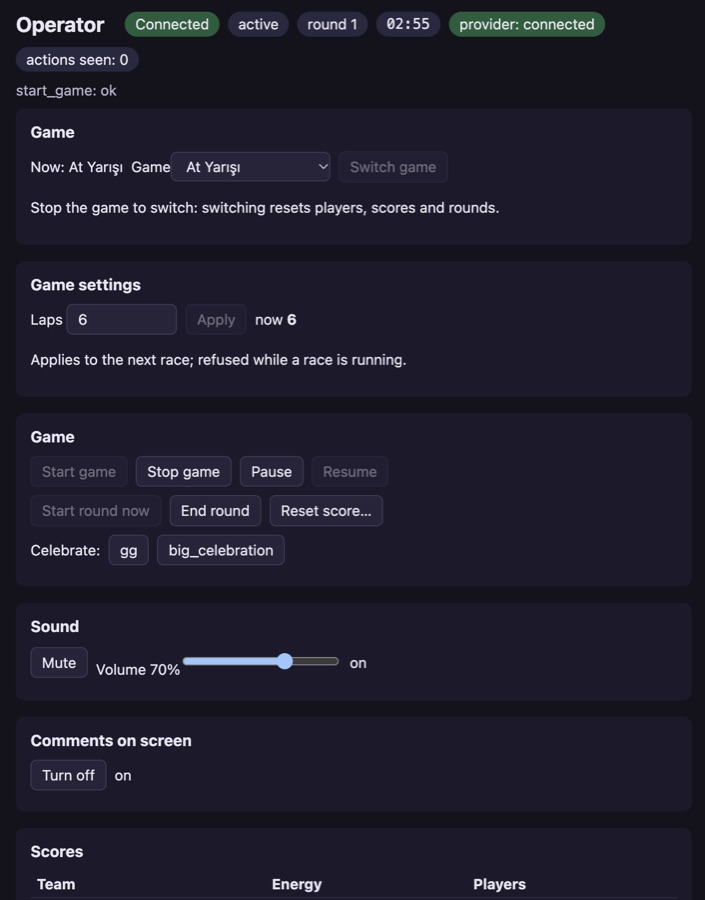 Operator Connected active round 1 02:55 provider: connected
actions seen: 0
start_game: ok
Game
Now: At Yarışı Game At Yarışı Switch game
Stop the game to switch: switching resets players, scores and rounds.
Game settings
Laps 6 Apply now 6
Applies to the next race; refused while a race is running.
Game
Start game Stop game Pause Resume
Start round now End round Reset score...
Celebrate: gg big_celebration
Sound
Mute Volume 70% on
Comments on screen
Turn off on
Scores
Team Energy Players